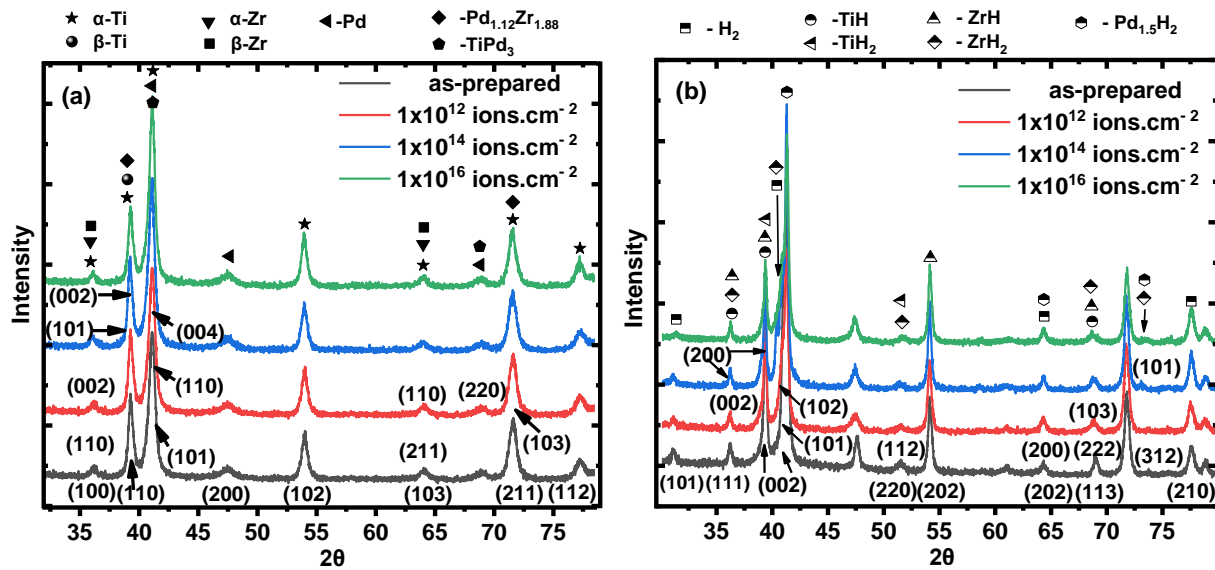 α-Ti α-Zr -Pd -Pd1.12Zr1.88
β-Ti β-Zr -TiPd3
(a)
as-prepared
1x10^12 ions.cm^-2
1x10^14 ions.cm^-2
1x10^16 ions.cm^-2
Intensity
(002)
(101)
(004)
(002)
(110)
(110)
(220)
(103)
(110)
(101)
(211)
(100) (110) (200) (102) (103) (211) (112)
30 35 40 45 50 55 60 65 70 75
2θ
- H2 -TiH - ZrH - Pd1.5H2
-TiH2 - ZrH2
(b)
as-prepared
1x10^12 ions.cm^-2
1x10^14 ions.cm^-2
1x10^16 ions.cm^-2
Intensity
(200)
(101)
(002)
(102)
(103)
(101)
(112)
(200) (222)
(312)
(101) (111) (002) (220) (202) (202) (113) (210)
35 40 45 50 55 60 65 70 75
2θ